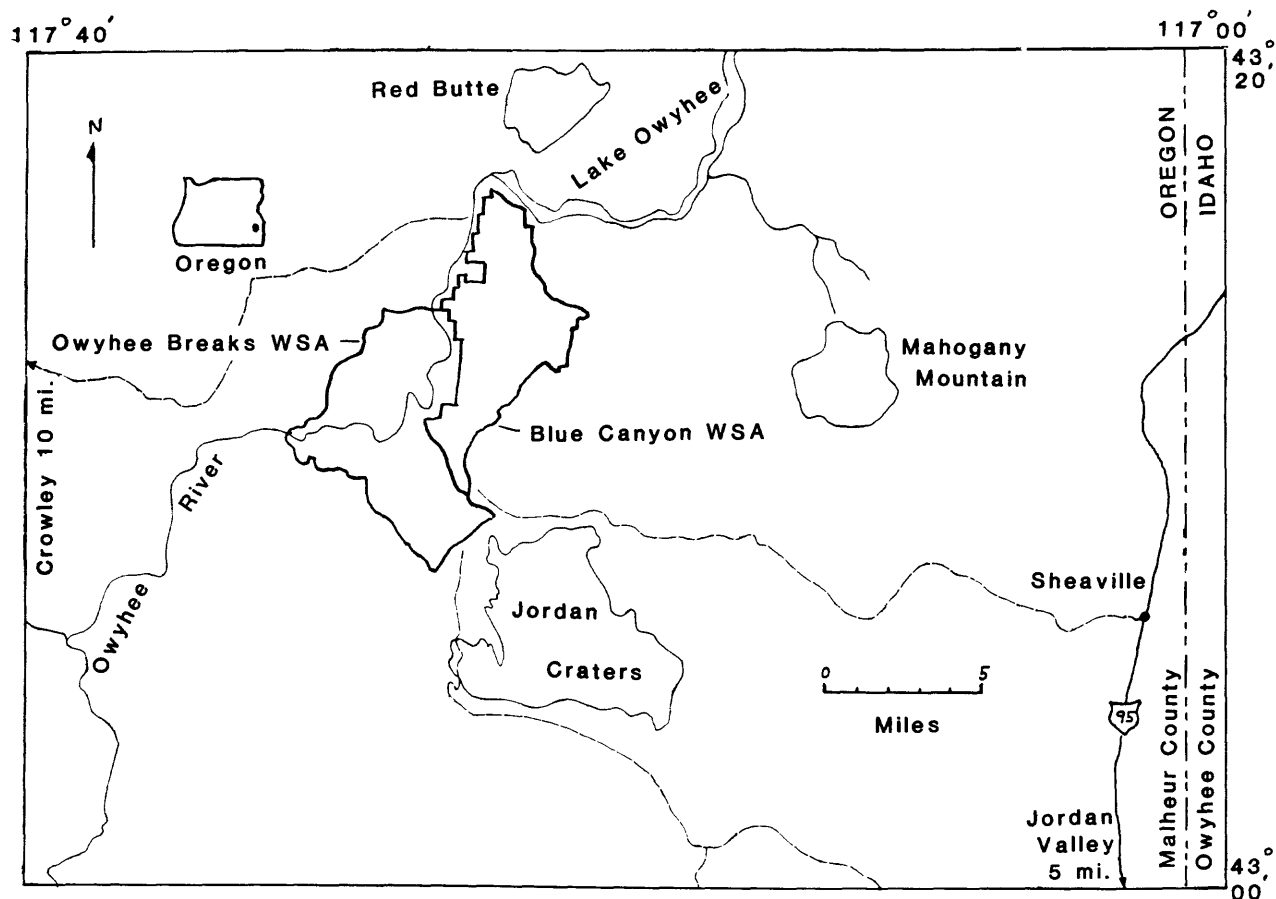 117°40'
117°00'
43°
20'
Red Butte
Lake Owyhee
N
OREGON
IDAHO
Oregon
Owyhee Breaks WSA
Mahogany
Mountain
Crowley 10 mi.
Blue Canyon WSA
River
Owyhee
Sheaville
Jordan
Craters
0 5
Miles
95
Malheur County
Owyhee County
Jordan
Valley
5 mi.
43°
00'